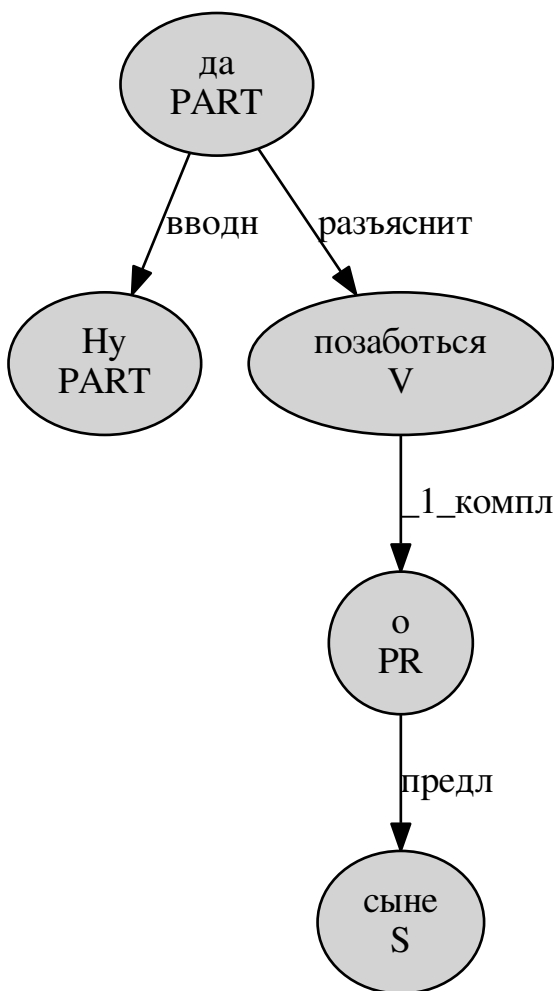 да
PART
вводн
разъяснит
Ну
PART
позаботься
V
_1_компл
о
PR
предл
сыне
S